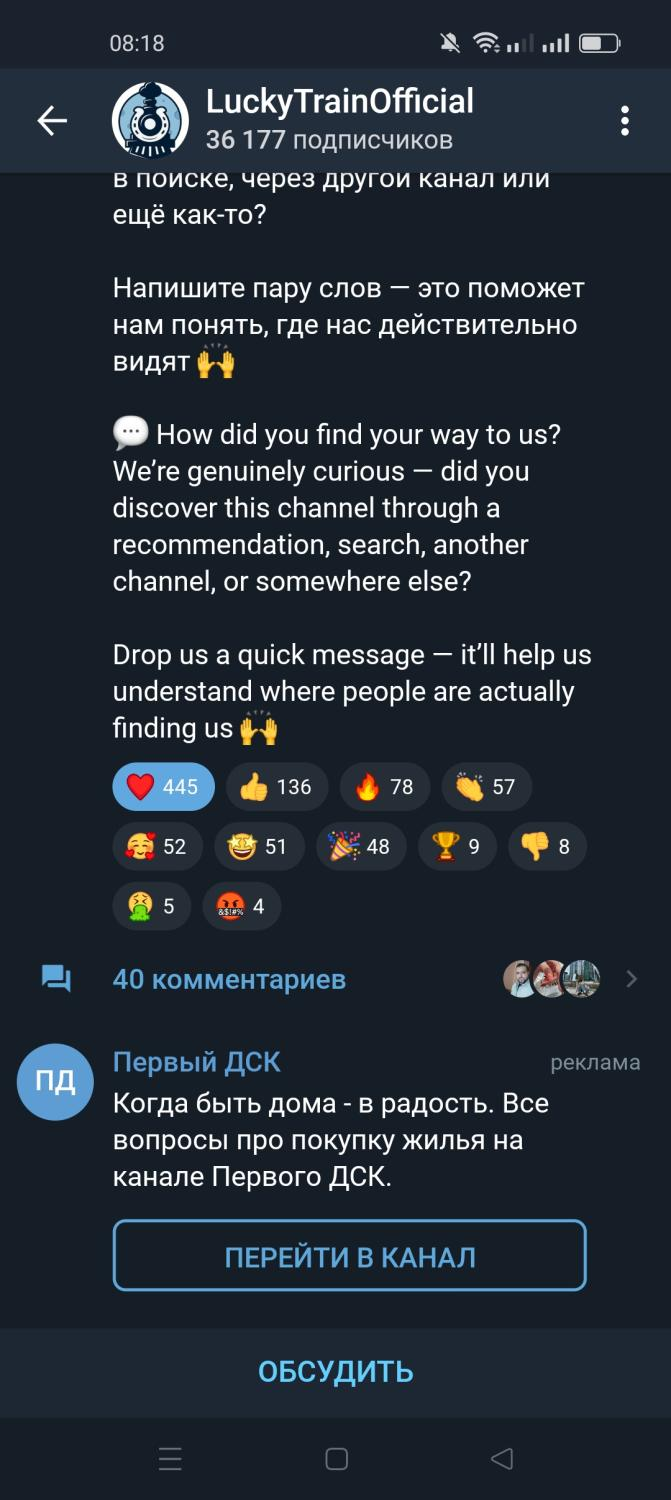 08:18
LuckyTrainOfficial
36 177 подписчиков
в поиске, через другой канал или
ещё как-то?
Напишите пару слов — это поможет
нам понять, где нас действительно
видят 🙌
💬 How did you find your way to us?
We’re genuinely curious — did you
discover this channel through a
recommendation, search, another
channel, or somewhere else?
Drop us a quick message — it’ll help us
understand where people are actually
finding us 🙌
❤️ 445 👍 136 🔥 78 👏 57
🥰 52 🤩 51 🎉 48 🏆 9 👎 8
🤮 5 🤬 4
40 комментариев
ПД
Первый ДСК
реклама
Когда быть дома - в радость. Все
вопросы про покупку жилья на
канале Первого ДСК.
ПЕРЕЙТИ В КАНАЛ
ОБСУДИТЬ